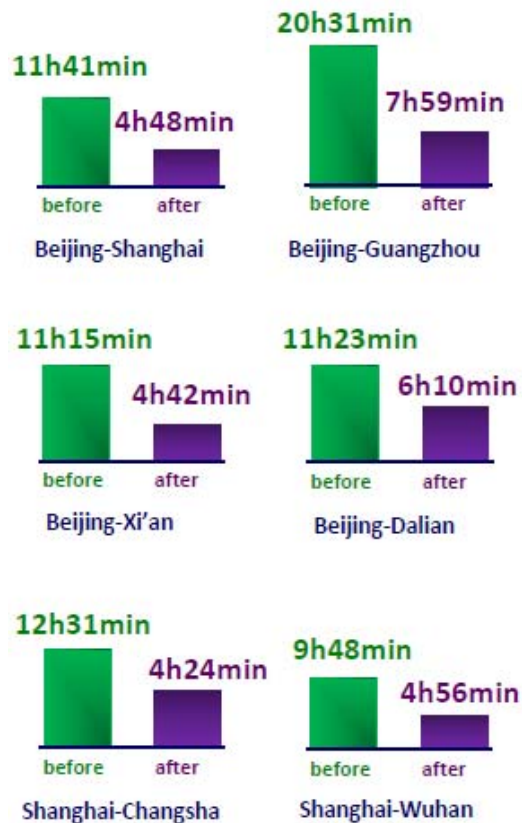 11h41min
4h48min
before after
Beijing-Shanghai
20h31min
7h59min
before after
Beijing-Guangzhou
11h15min
4h42min
before after
Beijing-Xi'an
11h23min
6h10min
before after
Beijing-Dalian
12h31min
4h24min
before after
Shanghai-Changsha
9h48min
4h56min
before after
Shanghai-Wuhan